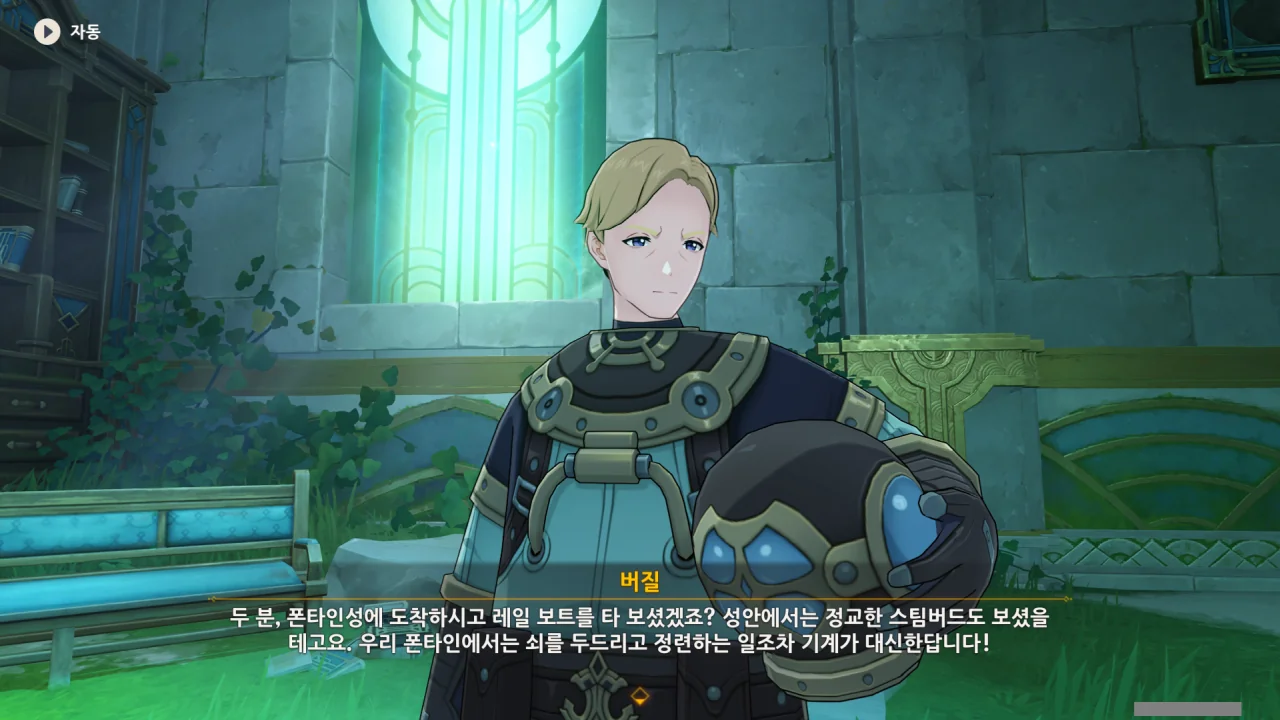 자동
버질
두 분, 폰타인성에 도착하시고 레일 보트를 타 보셨겠죠? 성안에서는 정교한 스팀버드도 보셨을
테고요. 우리 폰타인에서는 쇠를 두드리고 정련하는 일조차 기계가 대신한답니다!